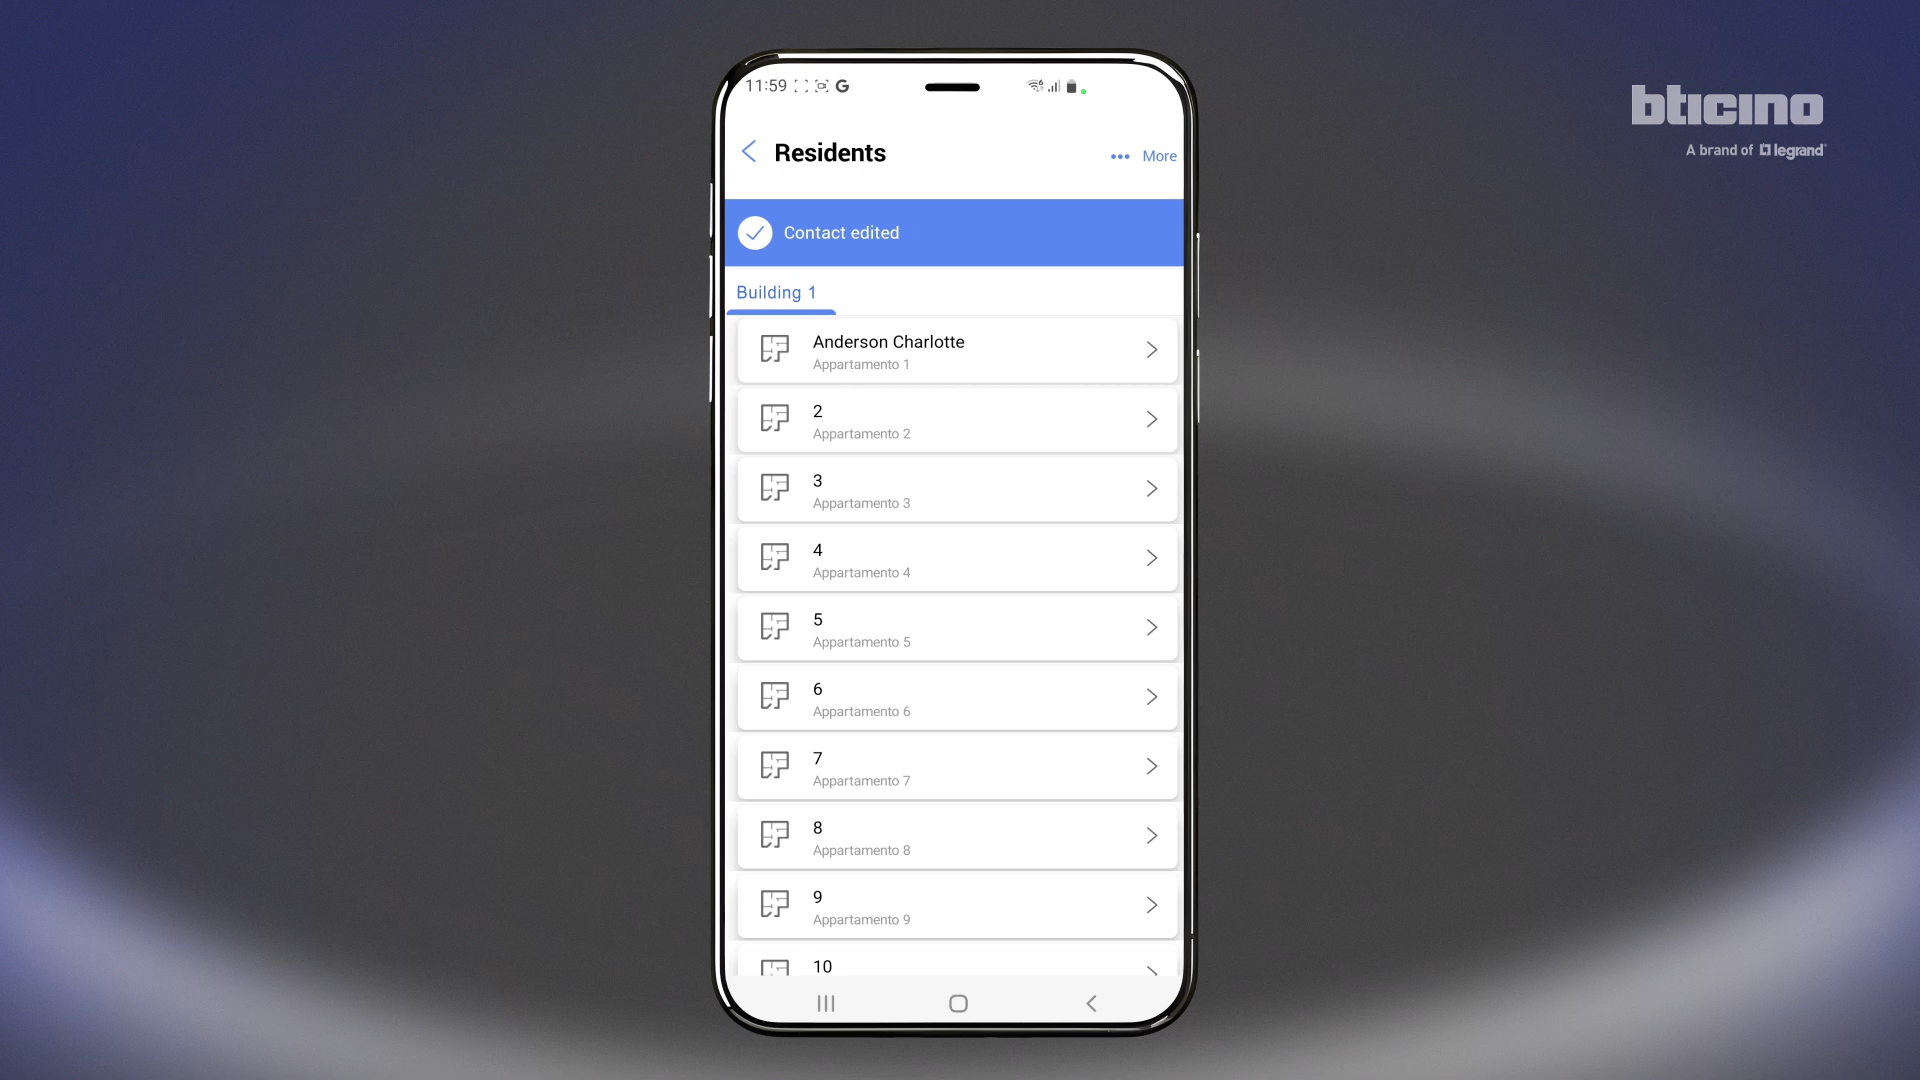 bticino
A brand of legrand
11:59
Residents
More
Contact edited
Building 1
Anderson Charlotte
Appartamento 1
2
Appartamento 2
3
Appartamento 3
4
Appartamento 4
5
Appartamento 5
6
Appartamento 6
7
Appartamento 7
8
Appartamento 8
9
Appartamento 9
10